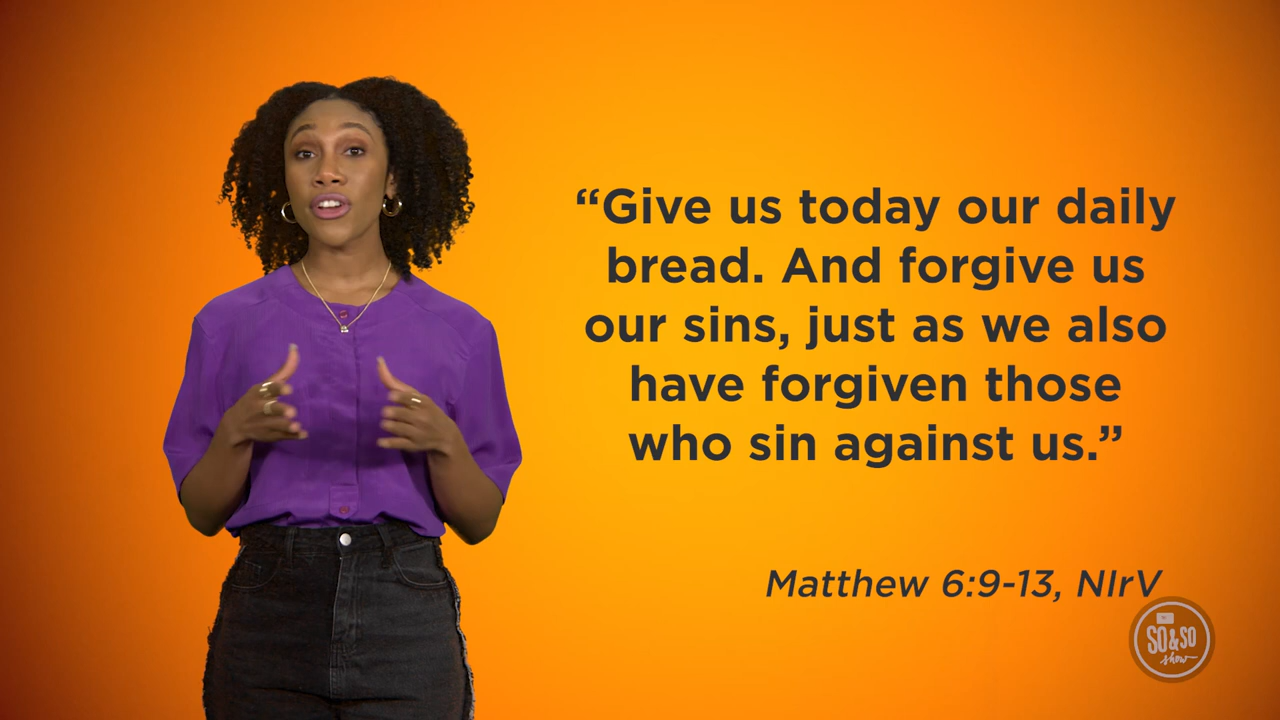 “Give us today our daily
bread. And forgive us
our sins, just as we also
have forgiven those
who sin against us.”
Matthew 6:9-13, NIrV
SO & SO
show